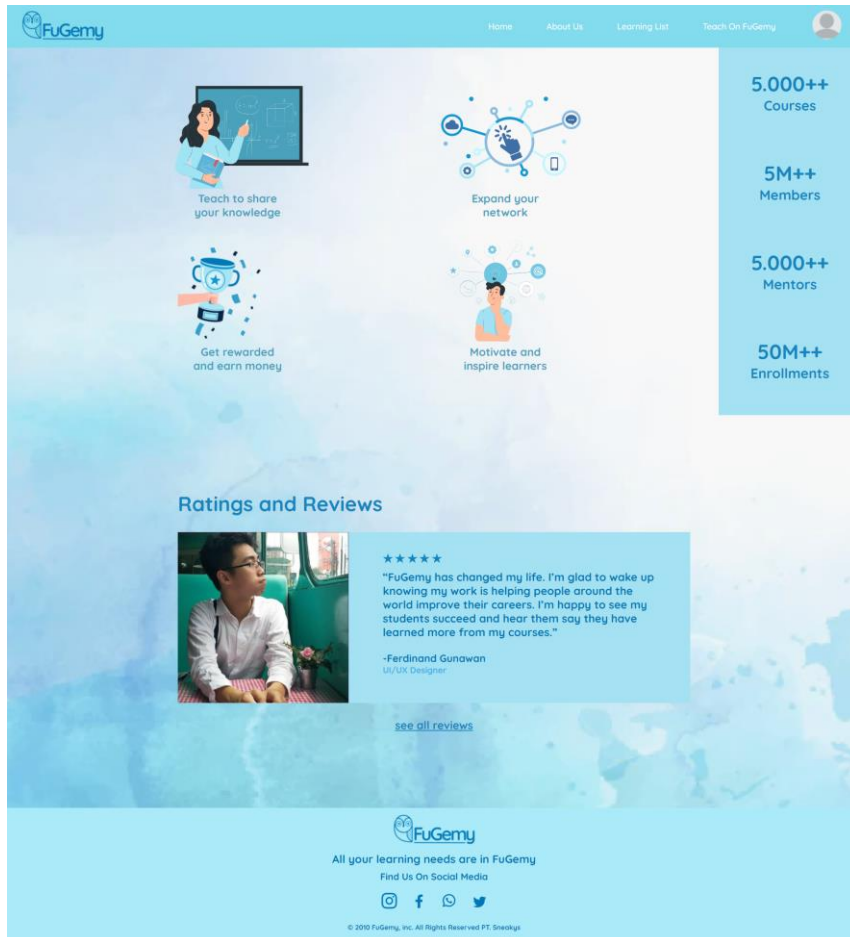 FuGemy
Home About Us Learning List Teach On FuGemy
Teach to share
your knowledge
Expand your
network
Get rewarded
and earn money
Motivate and
inspire learners
5.000++
Courses
5M++
Members
5.000++
Mentors
50M++
Enrollments
Ratings and Reviews
★★★★★
“FuGemy has changed my life. I’m glad to wake up
knowing my work is helping people around the
world improve their careers. I’m happy to see my
students succeed and hear them say they have
learned more from my courses.”
-Ferdinand Gunawan
UI/UX Designer
see all reviews
FuGemy
All your learning needs are in FuGemy
Find Us On Social Media
© 2010 FuGemy, Inc. All Rights Reserved PT. Sneakys